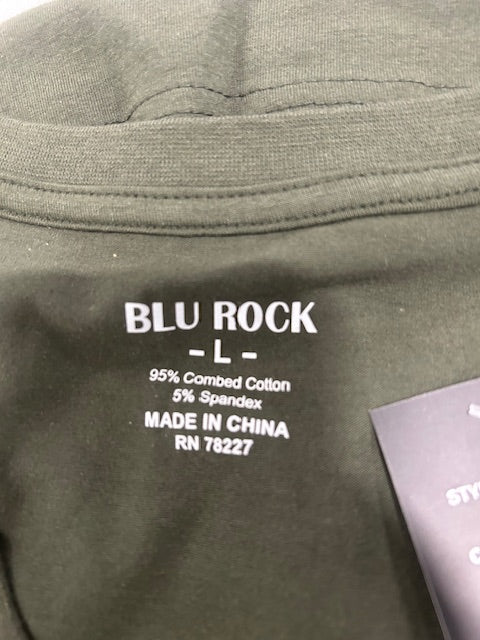 BLU ROCK
- L -
95% Combed Cotton
5% Spandex
MADE IN CHINA
RN 78227